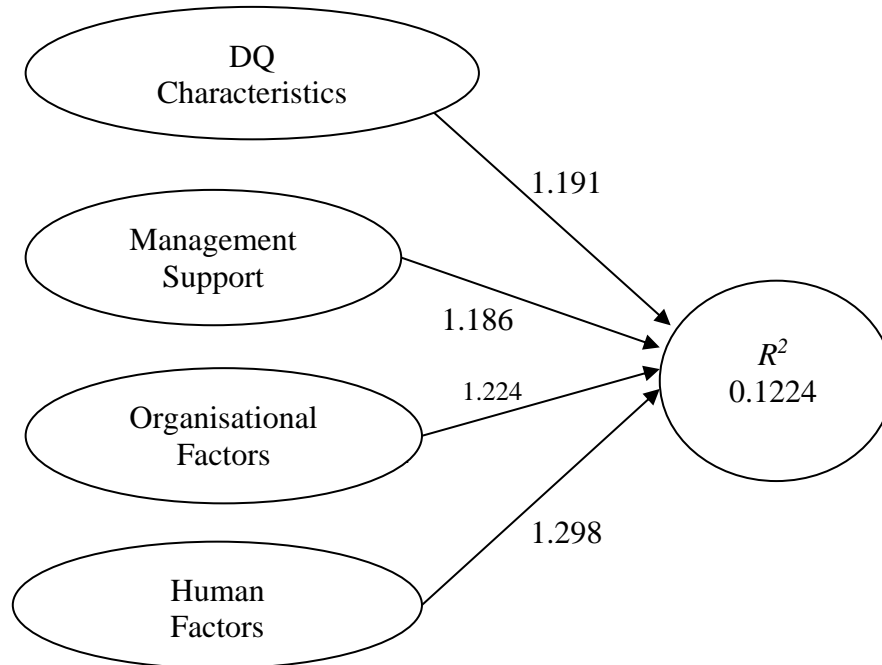 DQ
Characteristics
1.191
Management
Support
1.186
R²
0.1224
1.224
Organisational
Factors
1.298
Human
Factors